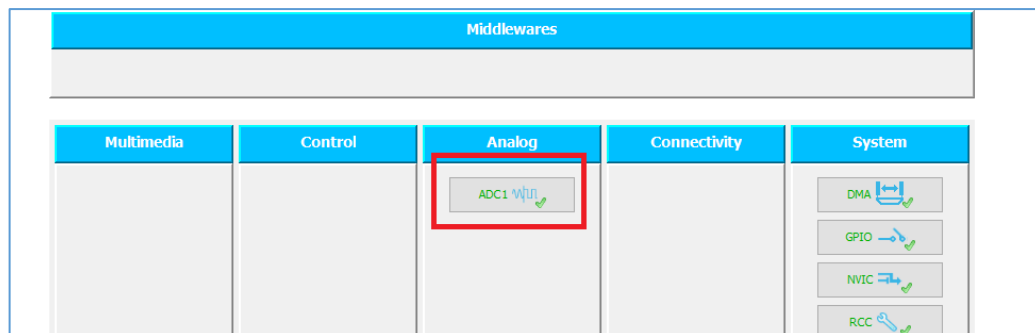 Middlewares
Multimedia Control Analog Connectivity System
ADC1 DMA
GPIO
NVIC
RCC